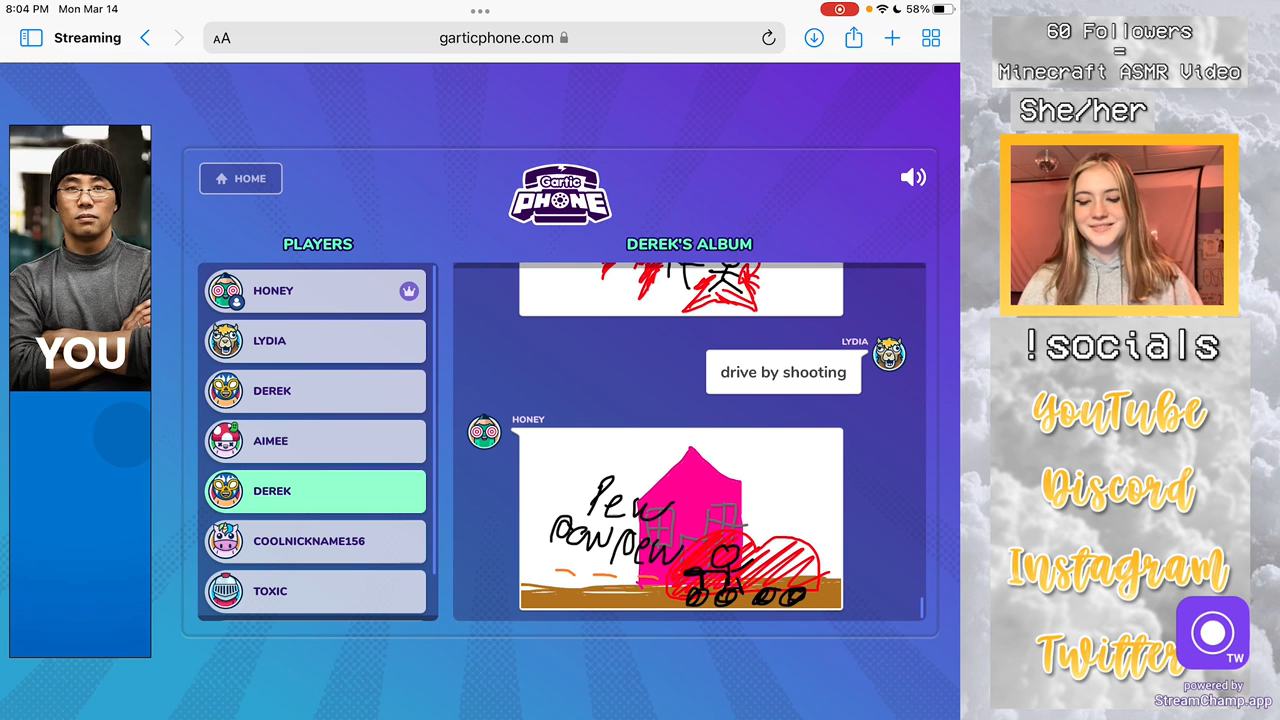 8:04 PM Mon Mar 14
58%
Streaming
AA
garticphone.com
60 Followers
=
Minecraft ASMR Video
She/her
YOU
HOME
Gartic
PHONE
PLAYERS
HONEY
LYDIA
DEREK
AIMEE
DEREK
COOLNICKNAME156
TOXIC
DEREK'S ALBUM
LYDIA
drive by shooting
HONEY
Pew
pew pew
!socials
YouTube
Discord
Instagram
Twitter
TW
powered by
StreamChamp.app